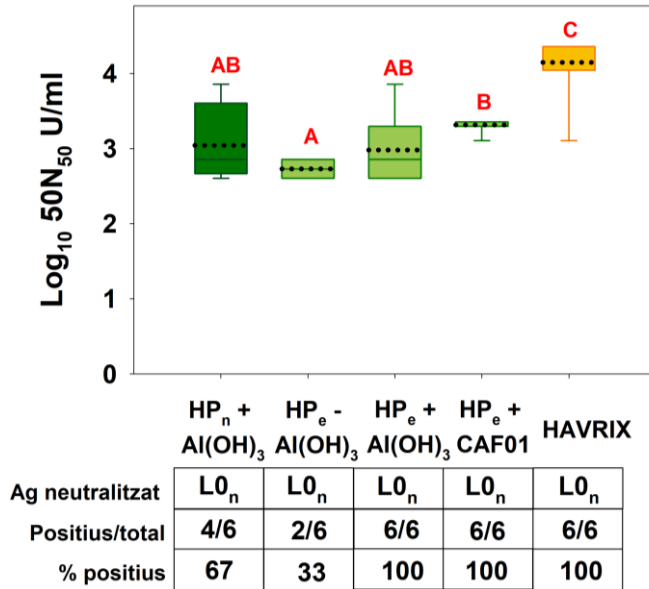 Log10 50N50 U/ml
4
3
2
1
0
AB
A
AB
B
C
HPn + Al(OH)3
HPe - Al(OH)3
HPe + Al(OH)3
HPe + CAF01
HAVRIX
Ag neutralitzat L0n L0n L0n L0n L0n
Positius/total 4/6 2/6 6/6 6/6 6/6
% positius 67 33 100 100 100